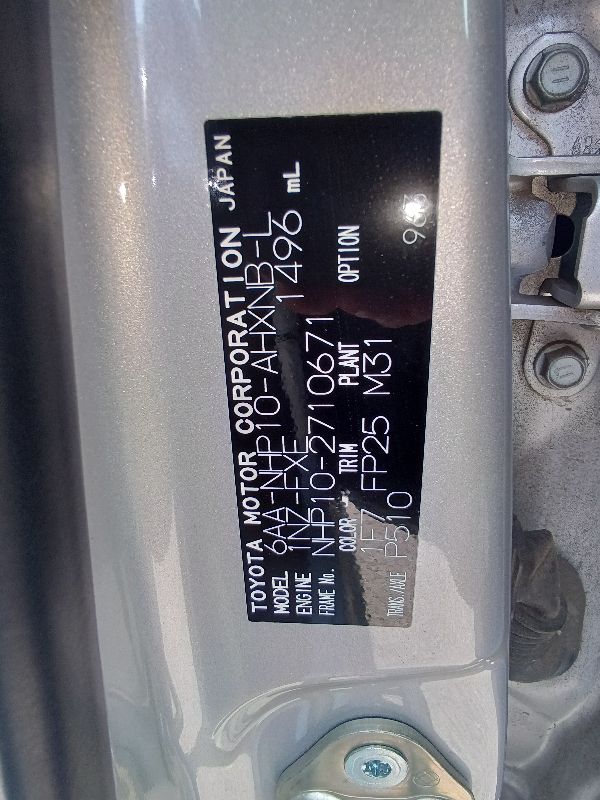 TOYOTA MOTOR CORPORATION JAPAN
MODEL 6AA-NHP10-AHXNB-L
ENGINE 1NZ-FXE 1496 mL
FRAME No. NHP10-2710671
COLOR TRIM PLANT OPTION
1F7 FP25 M31
TRANS./AXLE P510 963